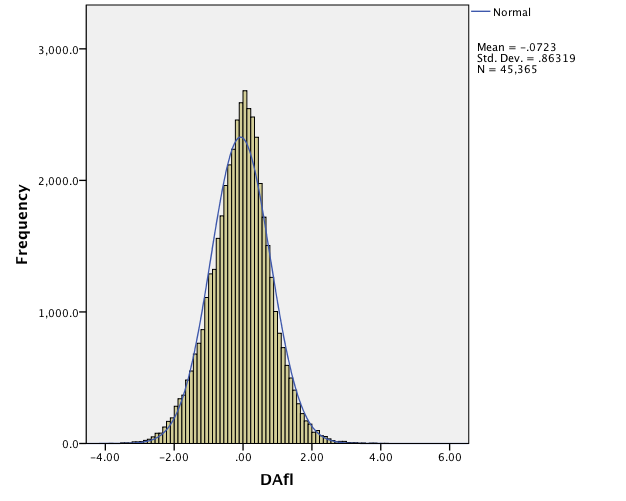 Normal
Mean = –.0723
Std. Dev. = .86319
N = 45,365
Frequency
3,000.0
2,000.0
1,000.0
0.0
–4.00 –2.00 .00 2.00 4.00 6.00
DAfl